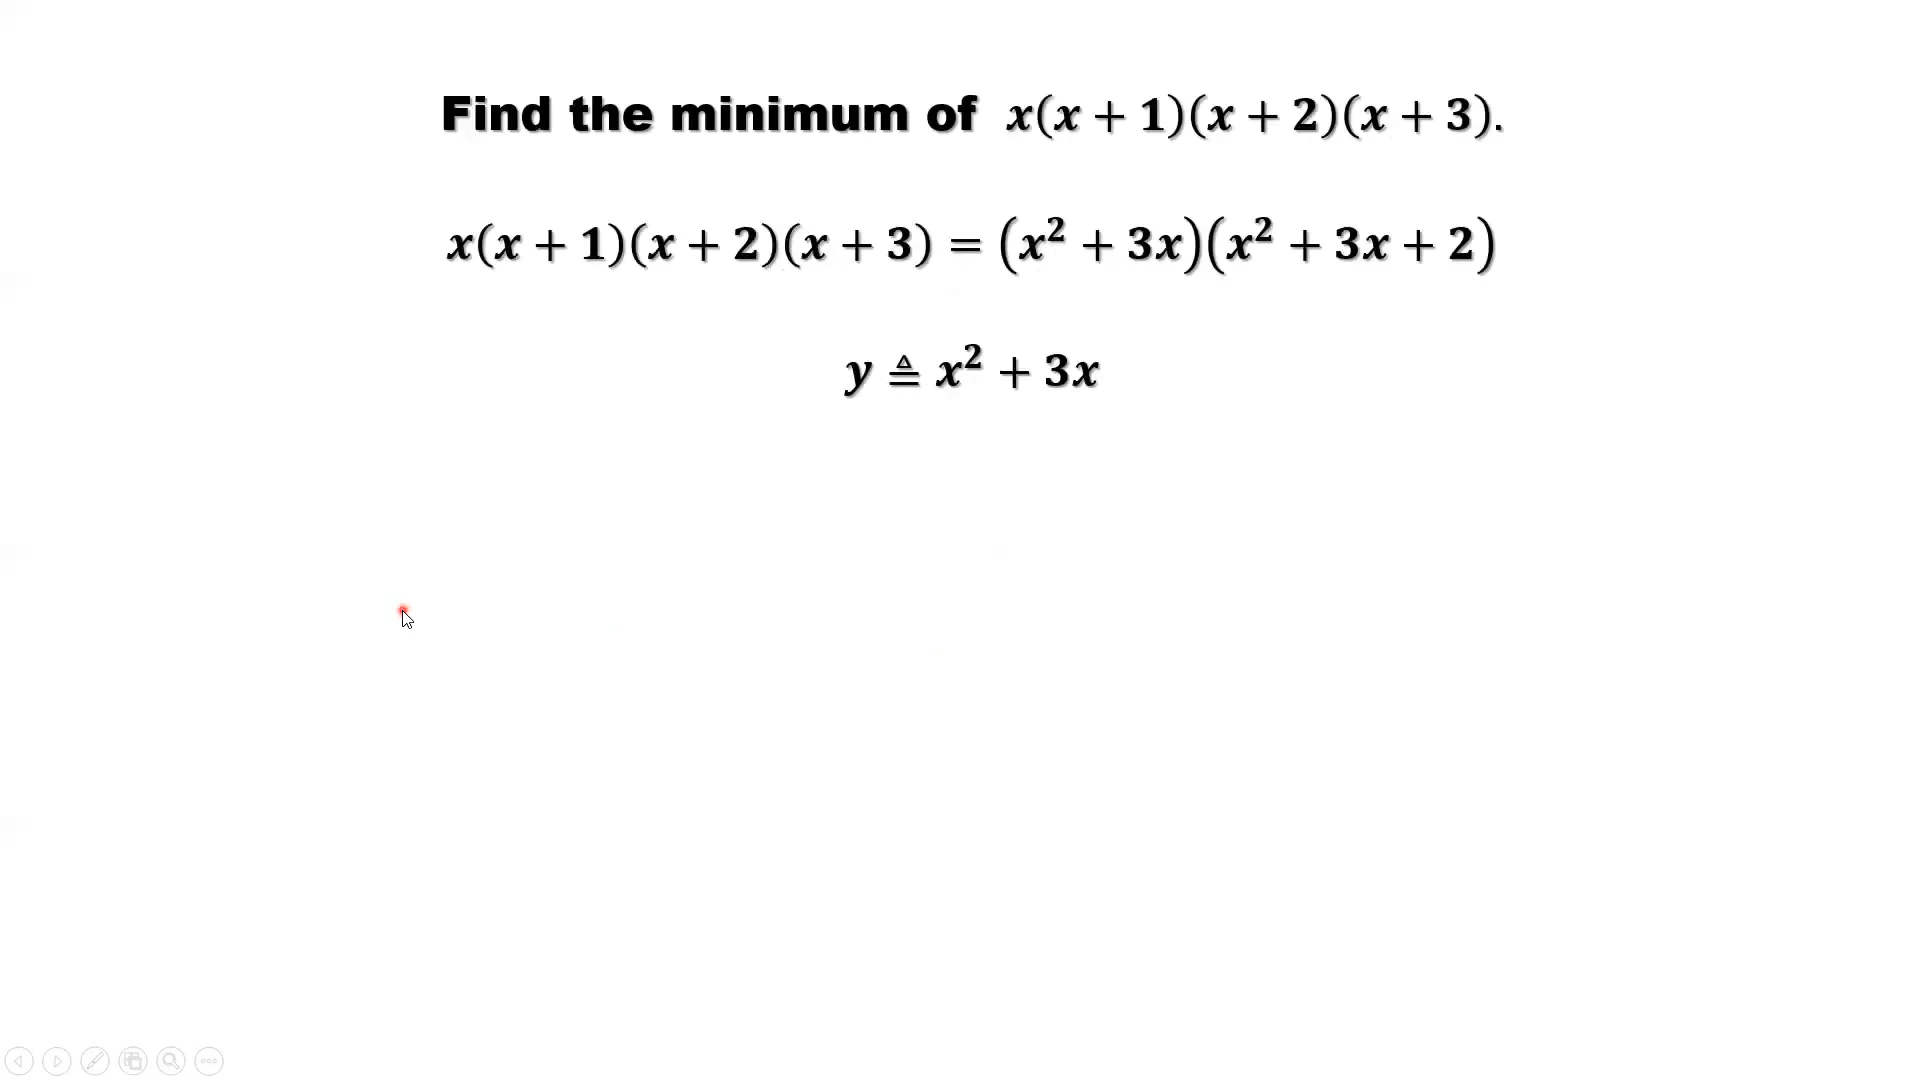 Find the minimum of x(x + 1)(x + 2)(x + 3).
x(x + 1)(x + 2)(x + 3) = (x² + 3x)(x² + 3x + 2)
y ≜ x² + 3x